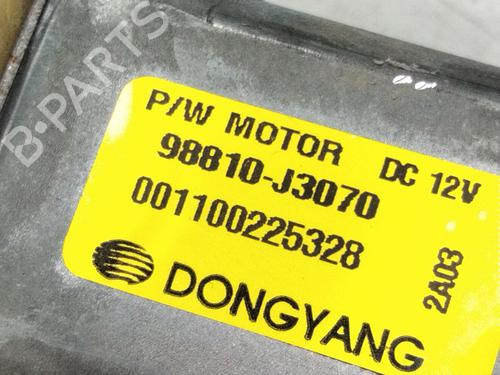 B-PARTS
P/W MOTOR DC 12V
98810-J3070
001100225328
2A03
DONGYANG